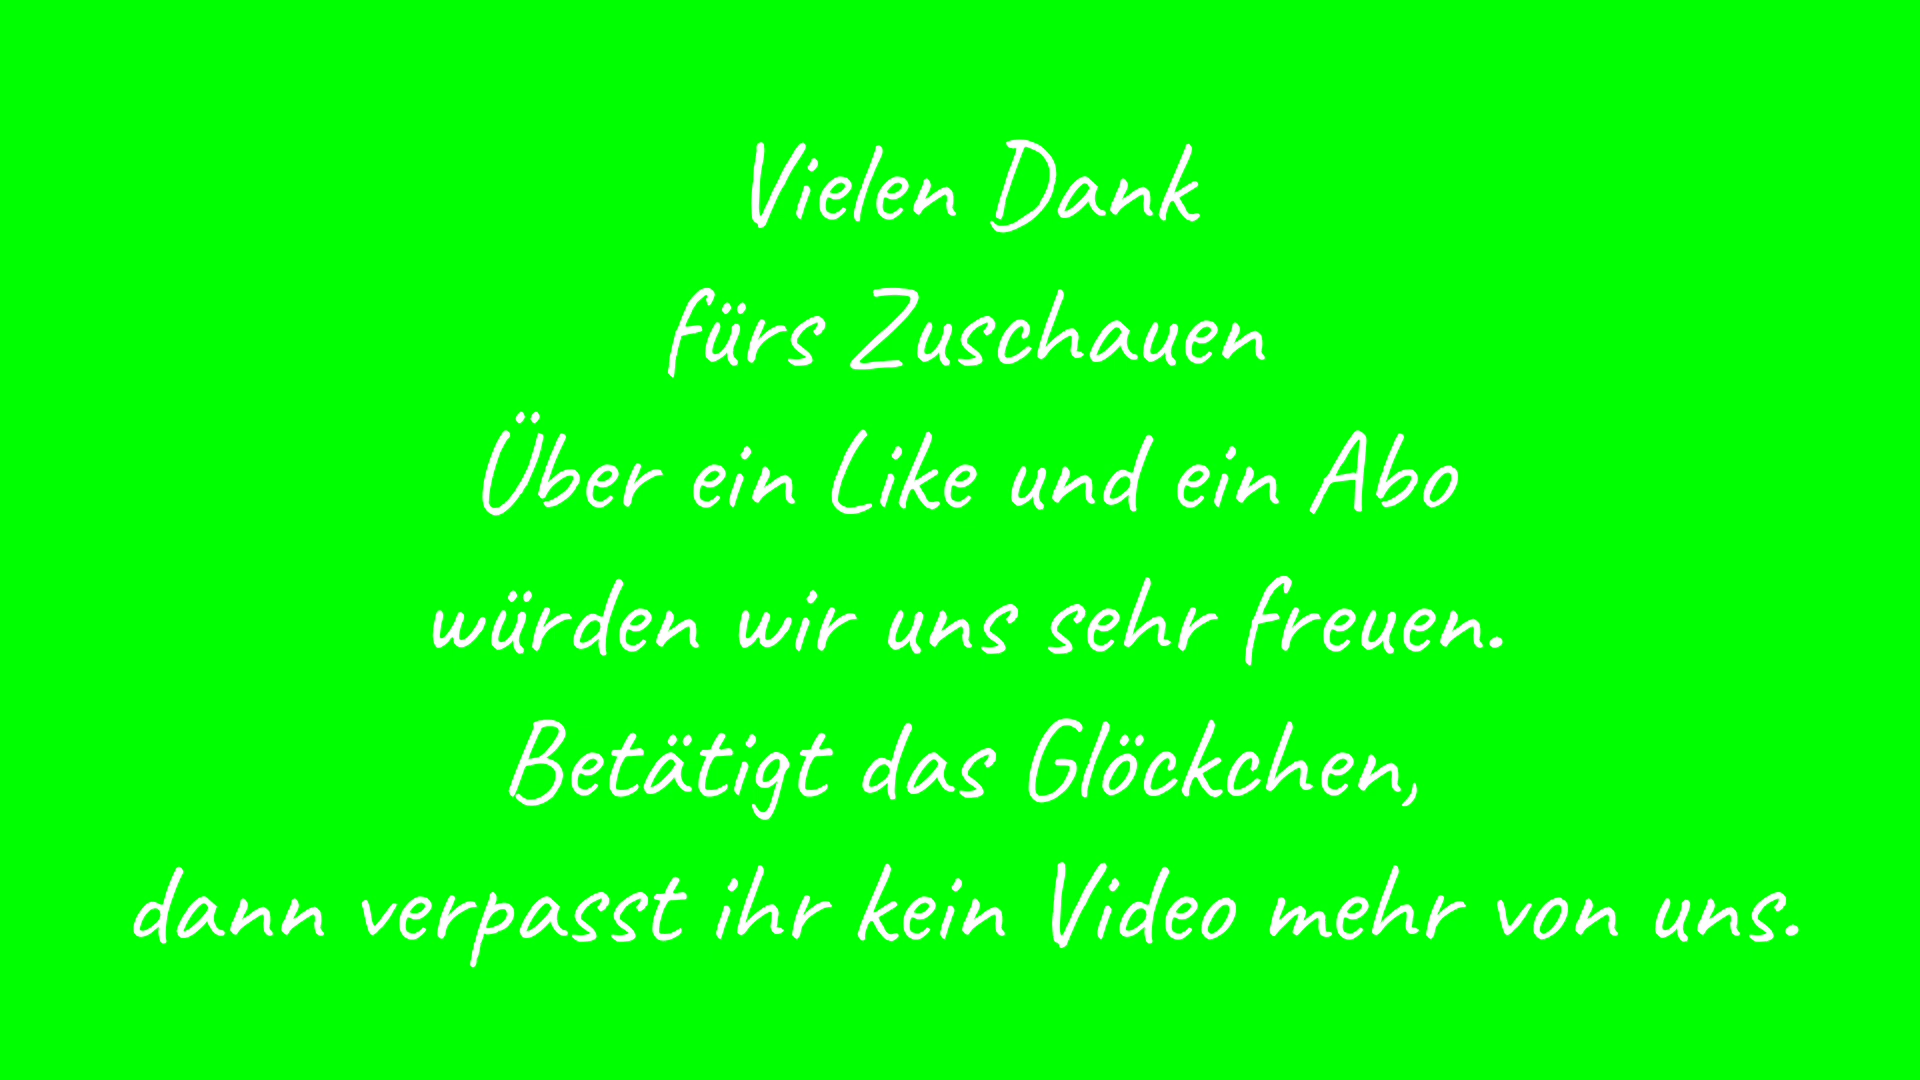 Vielen Dank
fürs Zuschauen
Über ein Like und ein Abo
würden wir uns sehr freuen.
Betätigt das Glöckchen,
dann verpasst ihr kein Video mehr von uns.